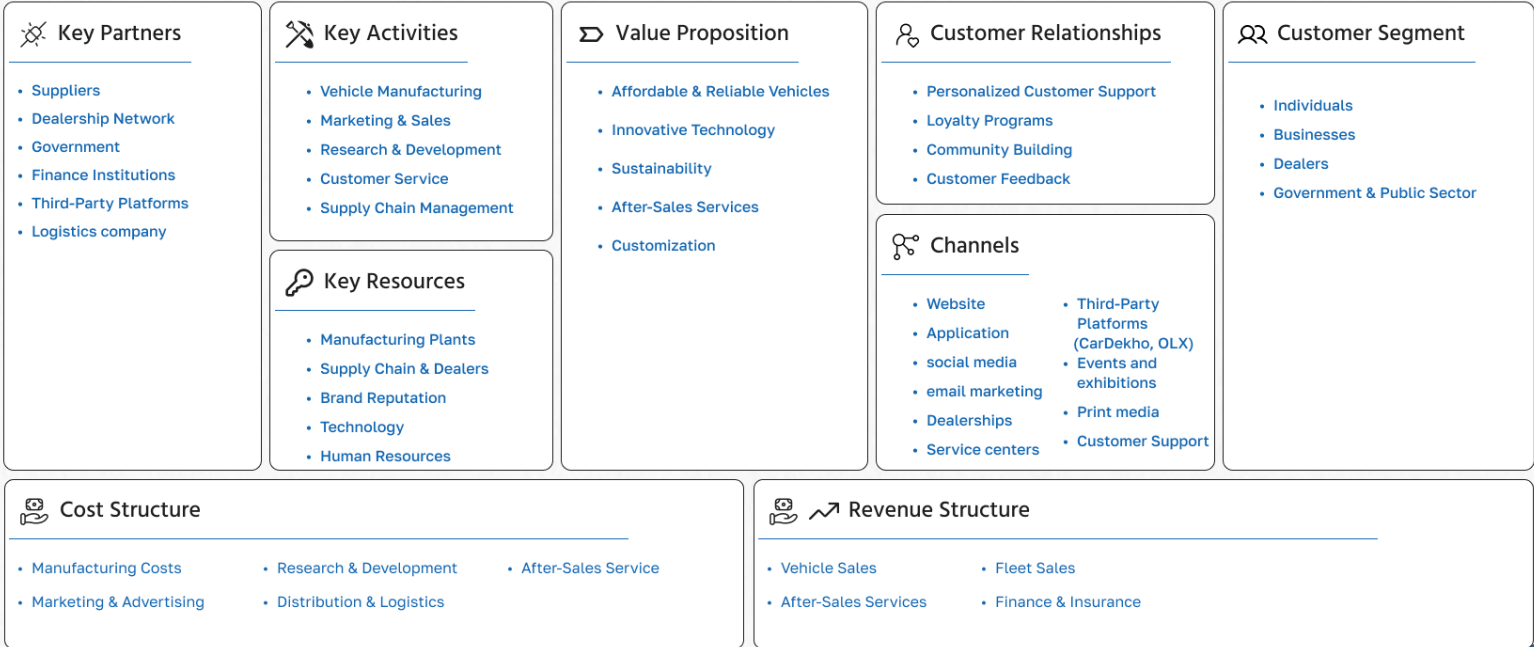 Key Partners
Suppliers
Dealership Network
Government
Finance Institutions
Third-Party Platforms
Logistics company
Key Activities
Vehicle Manufacturing
Marketing & Sales
Research & Development
Customer Service
Supply Chain Management
Key Resources
Manufacturing Plants
Supply Chain & Dealers
Brand Reputation
Technology
Human Resources
Value Proposition
Affordable & Reliable Vehicles
Innovative Technology
Sustainability
After-Sales Services
Customization
Customer Relationships
Personalized Customer Support
Loyalty Programs
Community Building
Customer Feedback
Channels
Website
Application
social media
email marketing
Dealerships
Service centers
Third-Party
Platforms
(CarDekho, OLX)
Events and
exhibitions
Print media
Customer Support
Customer Segment
Individuals
Businesses
Dealers
Government & Public Sector
Cost Structure
Manufacturing Costs
Marketing & Advertising
Research & Development
Distribution & Logistics
After-Sales Service
Revenue Structure
Vehicle Sales
After-Sales Services
Fleet Sales
Finance & Insurance